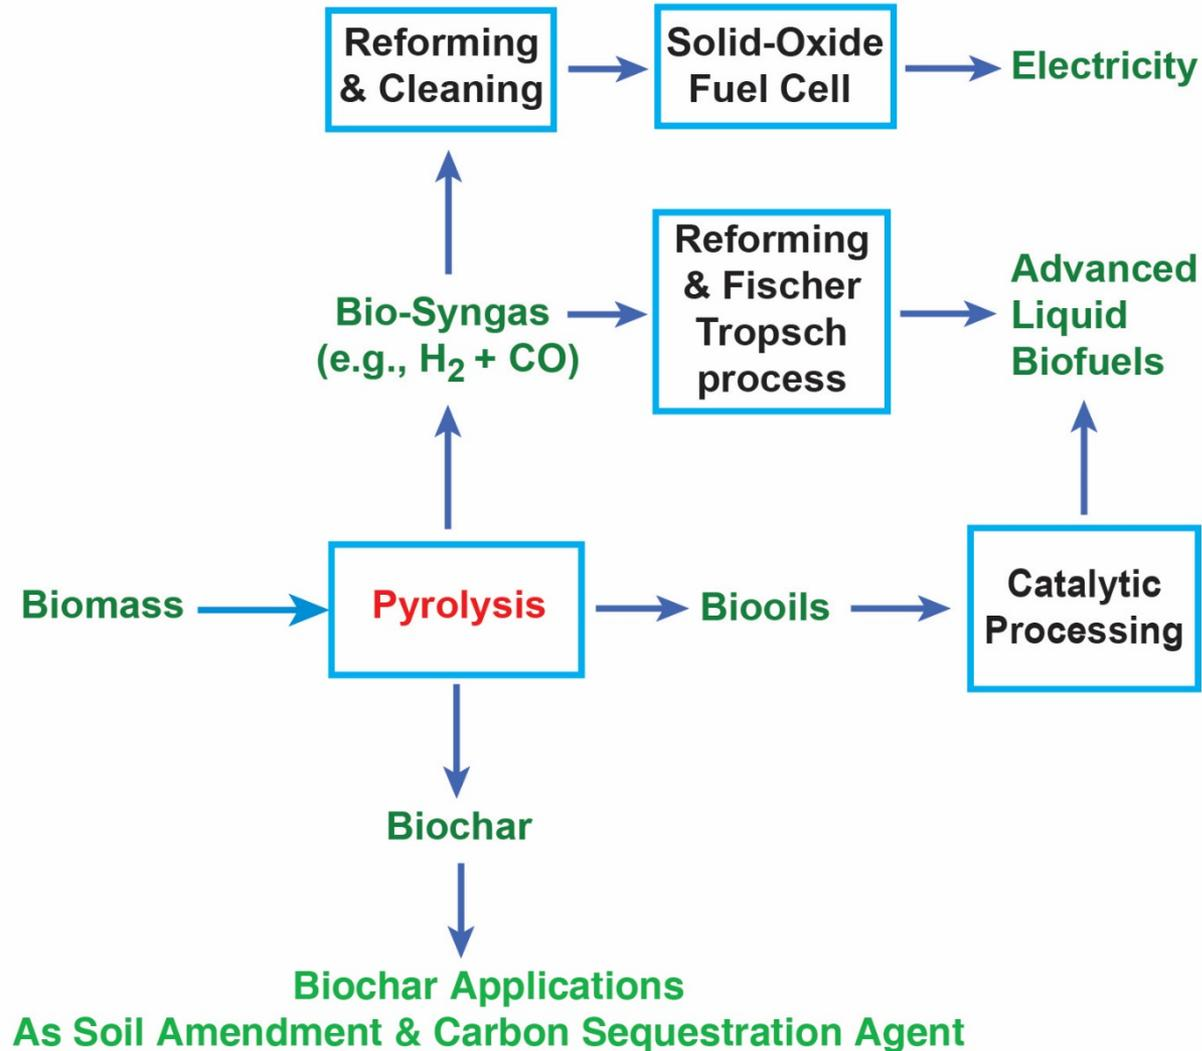 Reforming
& Cleaning
Solid-Oxide
Fuel Cell
Electricity
Bio-Syngas
(e.g., H₂ + CO)
Reforming
& Fischer
Tropsch
process
Advanced
Liquid
Biofuels
Biomass
Pyrolysis
Biooils
Catalytic
Processing
Biochar
Biochar Applications
As Soil Amendment & Carbon Sequestration Agent